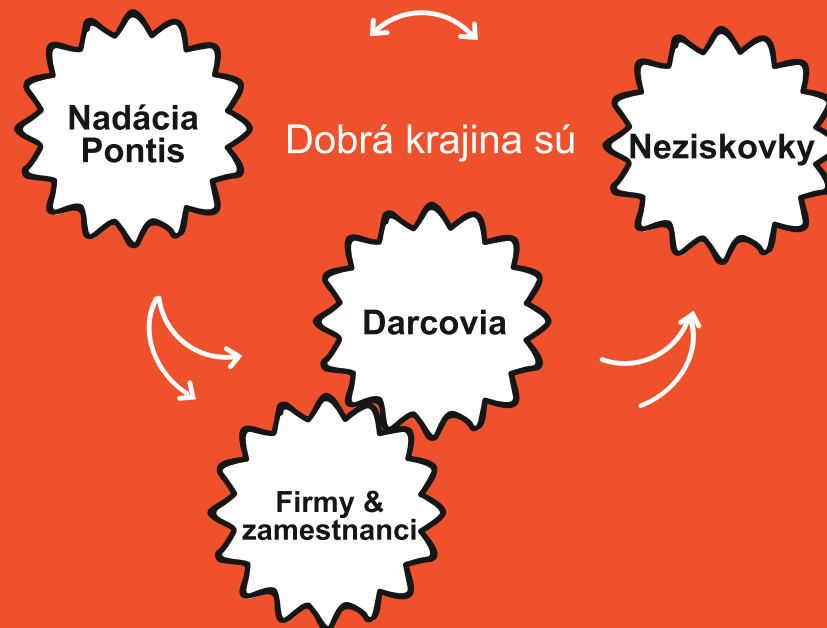 Nadácia
Pontis
Dobrá krajina sú
Neziskovky
Darcovia
Firmy &
zamestnanci